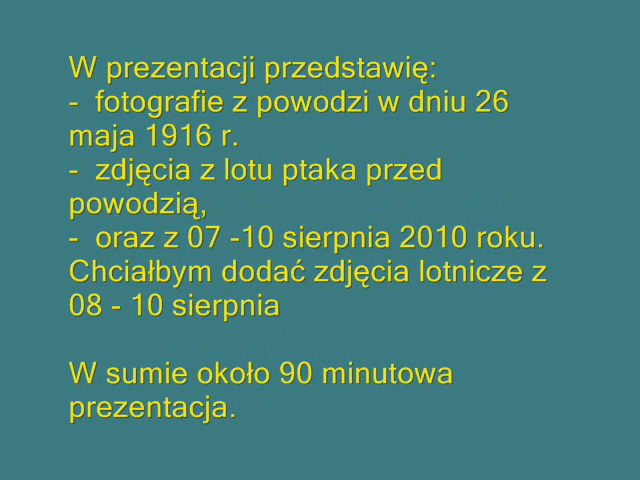 W prezentacji przedstawię:
- fotografie z powodzi w dniu 26
maja 1916 r.
- zdjęcia z lotu ptaka przed
powodzią,
- oraz z 07 -10 sierpnia 2010 roku.
Chciałbym dodać zdjęcia lotnicze z
08 - 10 sierpnia
W sumie około 90 minutowa
prezentacja.